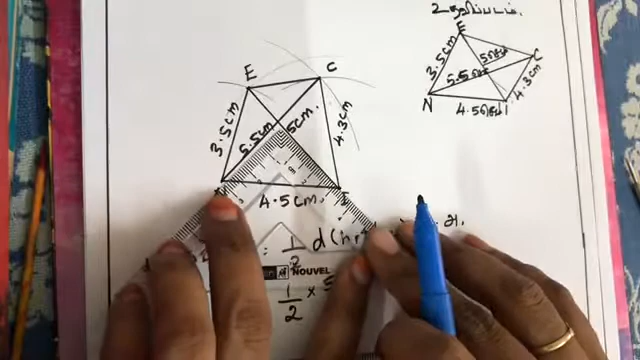 உதவிப்படம்.
E
C
3.5cm
5cm
5.5cm
4.3cm
N
4.5cm
I
E
C
3.5cm
5.5cm
5cm.
4.3cm
4.5cm.
I
= 1/2 d(h
NOUVEL
1/2 × 5